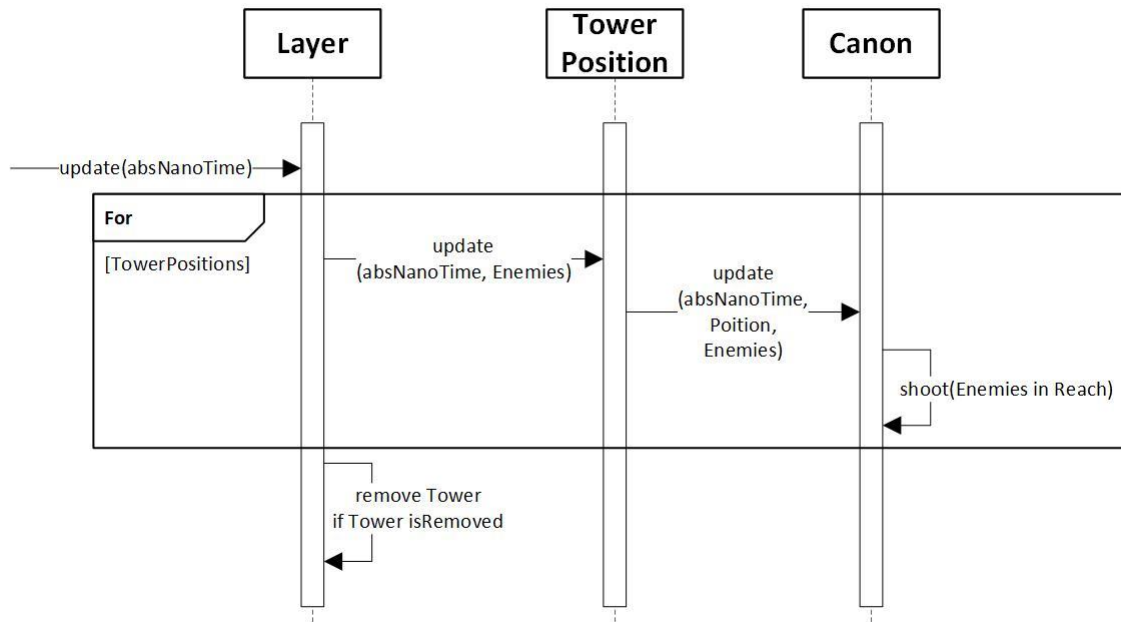 Layer
Tower
Position
Canon
update(absNanoTime)
For
[TowerPositions]
update
(absNanoTime, Enemies)
update
(absNanoTime,
Poition,
Enemies)
shoot(Enemies in Reach)
remove Tower
if Tower isRemoved